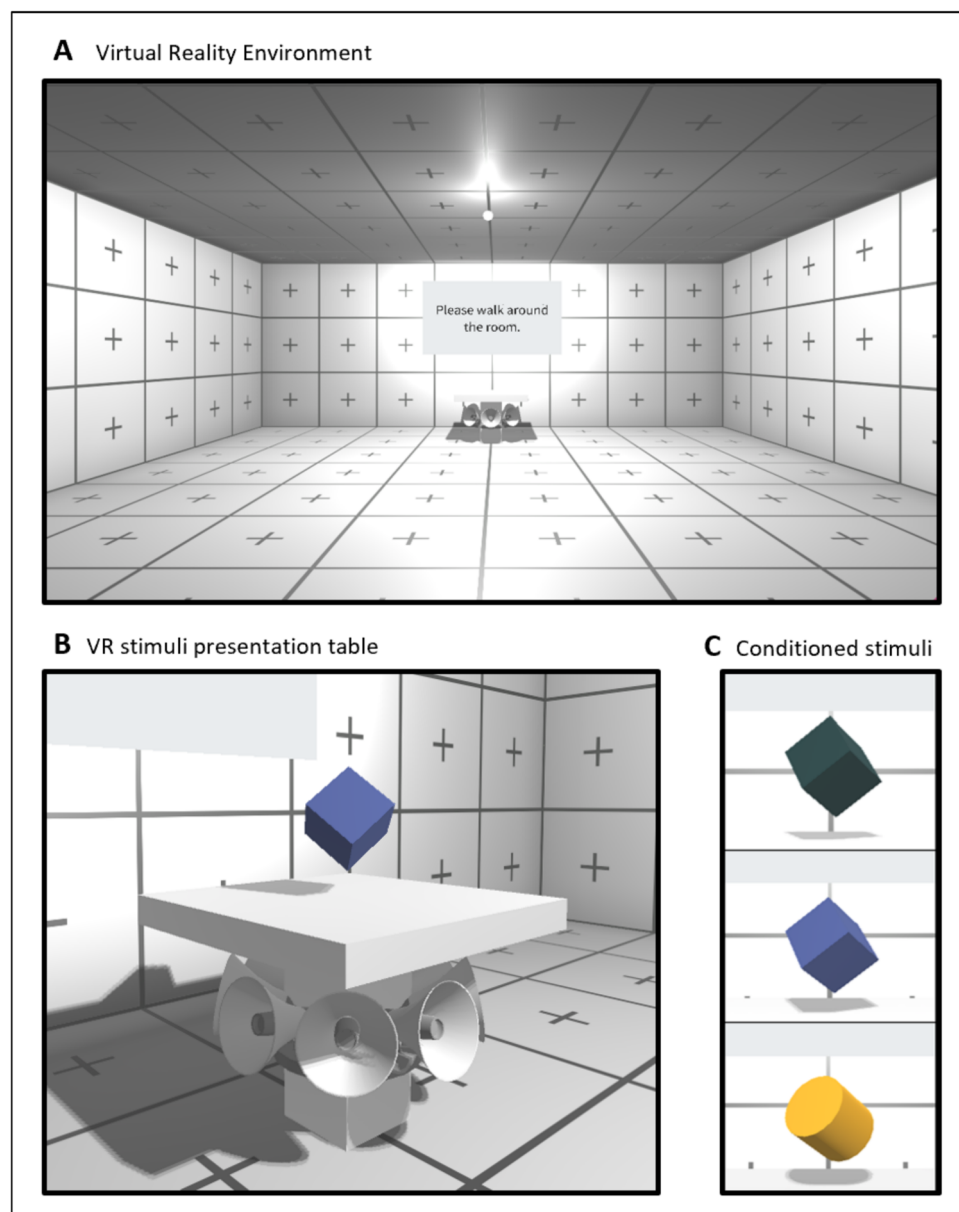 A Virtual Reality Environment
Please walk around
the room.
B VR stimuli presentation table
C Conditioned stimuli